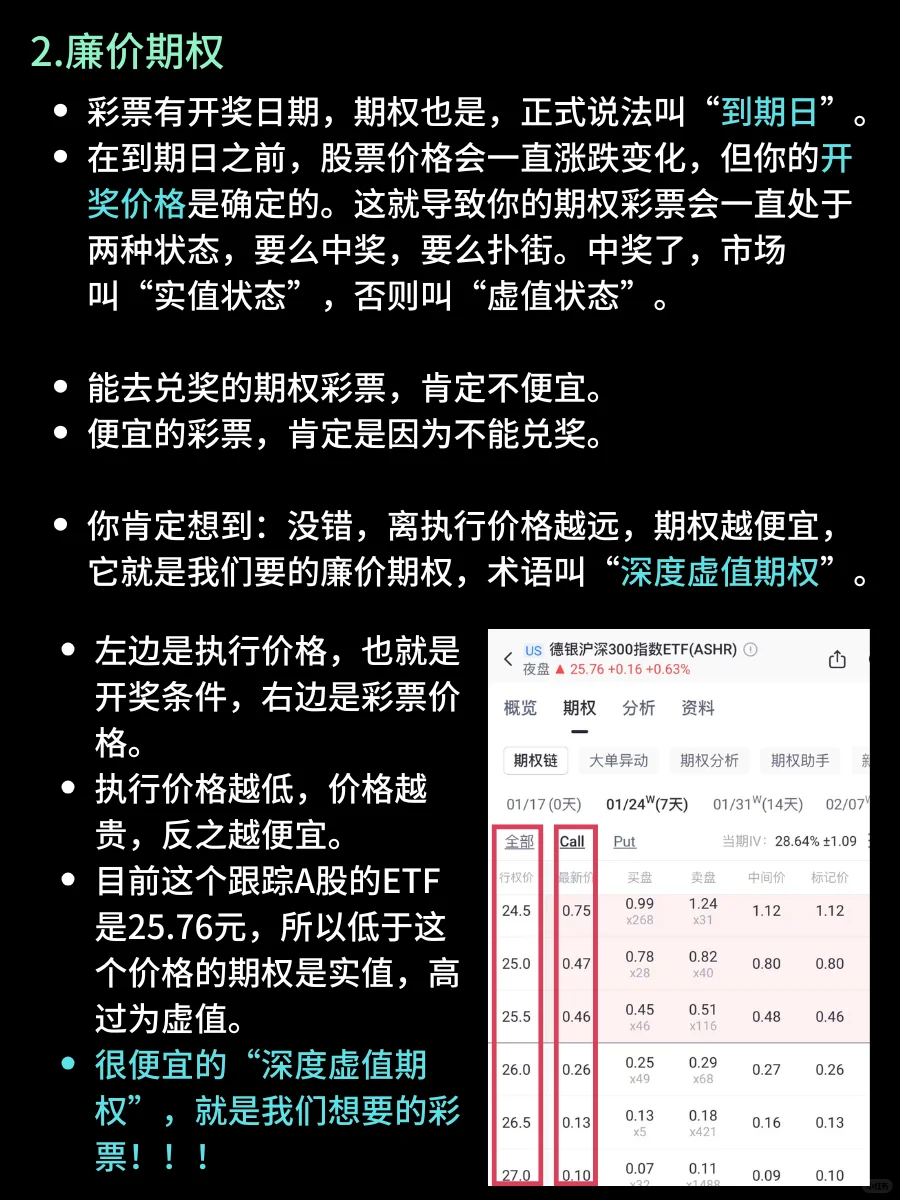 2.廉价期权
• 彩票有开奖日期，期权也是，正式说法叫“到期日”。
• 在到期日之前，股票价格会一直涨跌变化，但你的开
奖价格是确定的。这就导致你的期权彩票会一直处于
两种状态，要么中奖，要么扑街。中奖了，市场
叫“实值状态”，否则叫“虚值状态”。
• 能去兑奖的期权彩票，肯定不便宜。
• 便宜的彩票，肯定是因为不能兑奖。
• 你肯定想到：没错，离执行价格越远，期权越便宜，
它就是我们要的廉价期权，术语叫“深度虚值期权”。
• 左边是执行价格，也就是
开奖条件，右边是彩票价
格。
• 执行价格越低，价格越
贵，反之越便宜。
• 目前这个跟踪A股的ETF
是25.76元，所以低于这
个价格的期权是实值，高
过为虚值。
• 很便宜的“深度虚值期
权”，就是我们想要的彩
票！！！
US 德银沪深300指数ETF(ASHR)
夜盘 ▲ 25.76 +0.16 +0.63%
概览 期权 分析 资料
期权链 大单异动 期权分析 期权助手
01/17 (0天) 01/24W(7天) 01/31W(14天) 02/07W
全部 Call Put 当期IV： 28.64% ±1.09
行权价 最新价 买盘 卖盘 中间价 标记价
24.5 0.75 0.99 1.24 1.12 1.12
x268 x31
25.0 0.47 0.78 0.82 0.80 0.80
x28 x40
25.5 0.46 0.45 0.51 0.48 0.46
x46 x116
26.0 0.26 0.25 0.29 0.27 0.26
x49 x68
26.5 0.13 0.13 0.18 0.16 0.13
x5 x421
27.0 0.10 0.07 0.11 0.09 0.10
x32 x1488